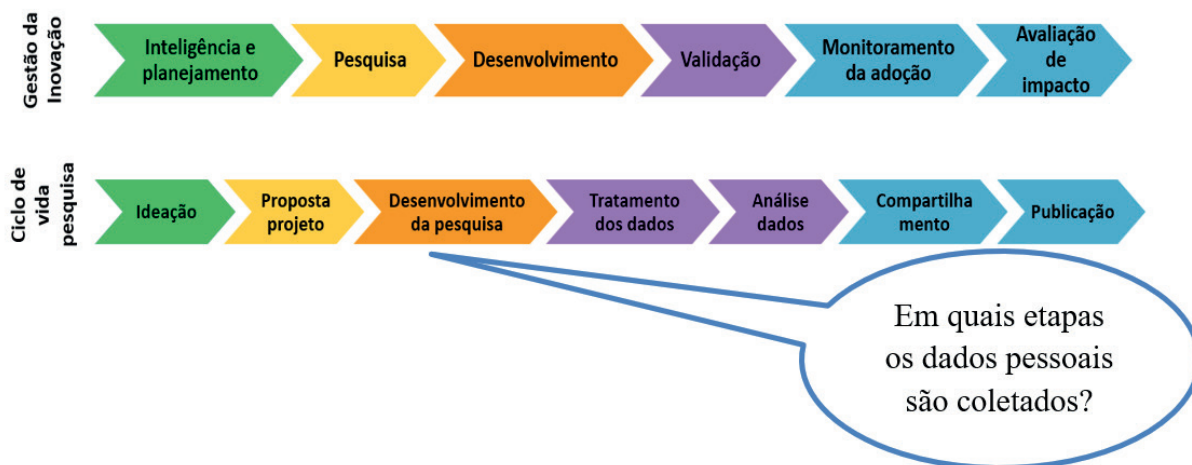 Gestão da
Inovação
Inteligência e
planejamento
Pesquisa
Desenvolvimento
Validação
Monitoramento
da adoção
Avaliação
de
impacto
Ciclo de
vida
pesquisa
Ideação
Proposta
projeto
Desenvolvimento
da pesquisa
Tratamento
dos dados
Análise
dados
Compartilha
mento
Publicação
Em quais etapas
os dados pessoais
são coletados?